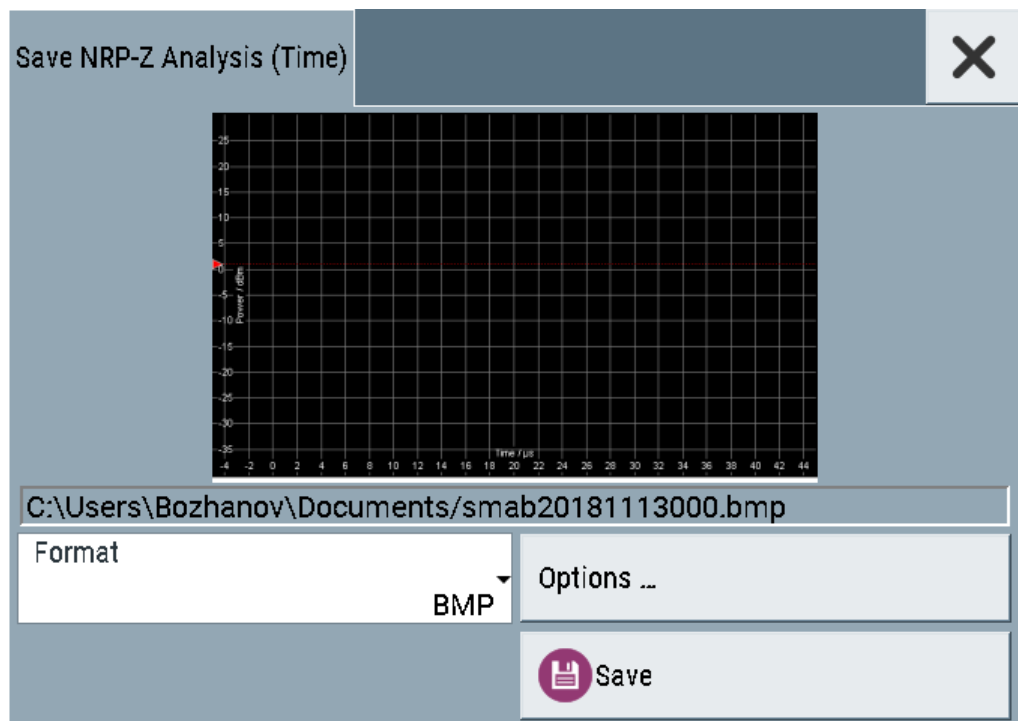 Save NRP-Z Analysis (Time)
25
20
15
10
5
0
-5
-10
-15
-20
-25
-30
-35
Power / dBm
Time / µs
-4 -2 0 2 4 6 8 10 12 14 16 18 20 22 24 26 28 30 32 34 36 38 40 42 44
C:\Users\Bozhanov\Documents/smab20181113000.bmp
Format
BMP
Options ...
Save